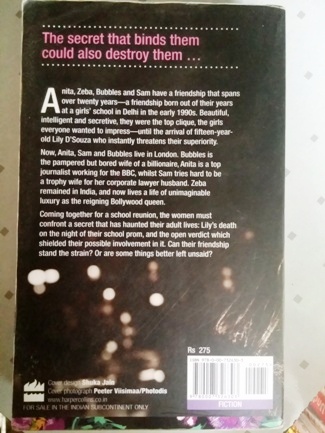 The secret that binds them
could also destroy them ...
Anita, Zeba, Bubbles and Sam have a friendship that spans
over twenty years—a friendship born out of their years
at a girls' school in Delhi in the early 1990s. Beautiful,
intelligent and secretive, they were the top clique, the girls
everyone wanted to impress—until the arrival of fifteen-year-
old Lily D'Souza who instantly threatens their superiority.
Now, Anita, Sam and Bubbles live in London. Bubbles is
the pampered but bored wife of a billionaire, Anita is a top
journalist working for the BBC, whilst Sam tries hard to be
a trophy wife for her corporate lawyer husband. Zeba
remained in India, and now lives a life of unimaginable
luxury as the reigning Bollywood queen.
Coming together for a school reunion, the women must
confront a secret that has haunted their adult lives: Lily's death
on the night of their school prom, and the open verdict which
shielded their possible involvement in it. Can their friendship
stand the strain? Or are some things better left unsaid?
Rs 275
Cover design Shuka Jain
Cover photograph Peeter Viisimaa/Photodis
www.harpercollins.co.in
FOR SALE IN THE INDIAN SUBCONTINENT ONLY
FICTION